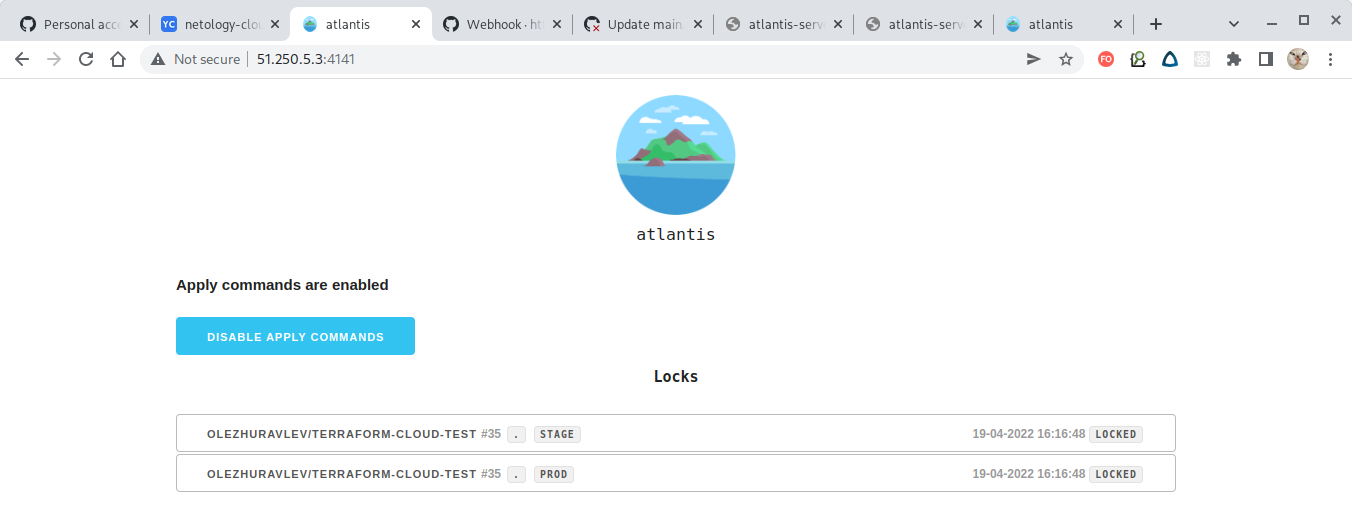 Personal acce
netology-clou
atlantis
Webhook · ht
Update main.
atlantis-serv
atlantis-serv
atlantis
YC
Not secure
51.250.5.3:4141
FO
atlantis
Apply commands are enabled
DISABLE APPLY COMMANDS
Locks
OLEZHURAVLEV/TERRAFORM-CLOUD-TEST #35 . STAGE 19-04-2022 16:16:48 LOCKED
OLEZHURAVLEV/TERRAFORM-CLOUD-TEST #35 . PROD 19-04-2022 16:16:48 LOCKED